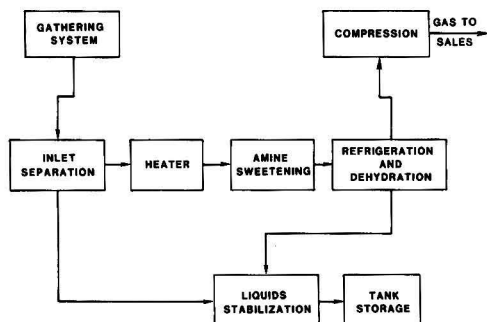 GATHERING
SYSTEM
COMPRESSION
GAS TO
SALES
INLET
SEPARATION
HEATER
AMINE
SWEETENING
REFRIGERATION
AND
DEHYDRATION
LIQUIDS
STABILIZATION
TANK
STORAGE